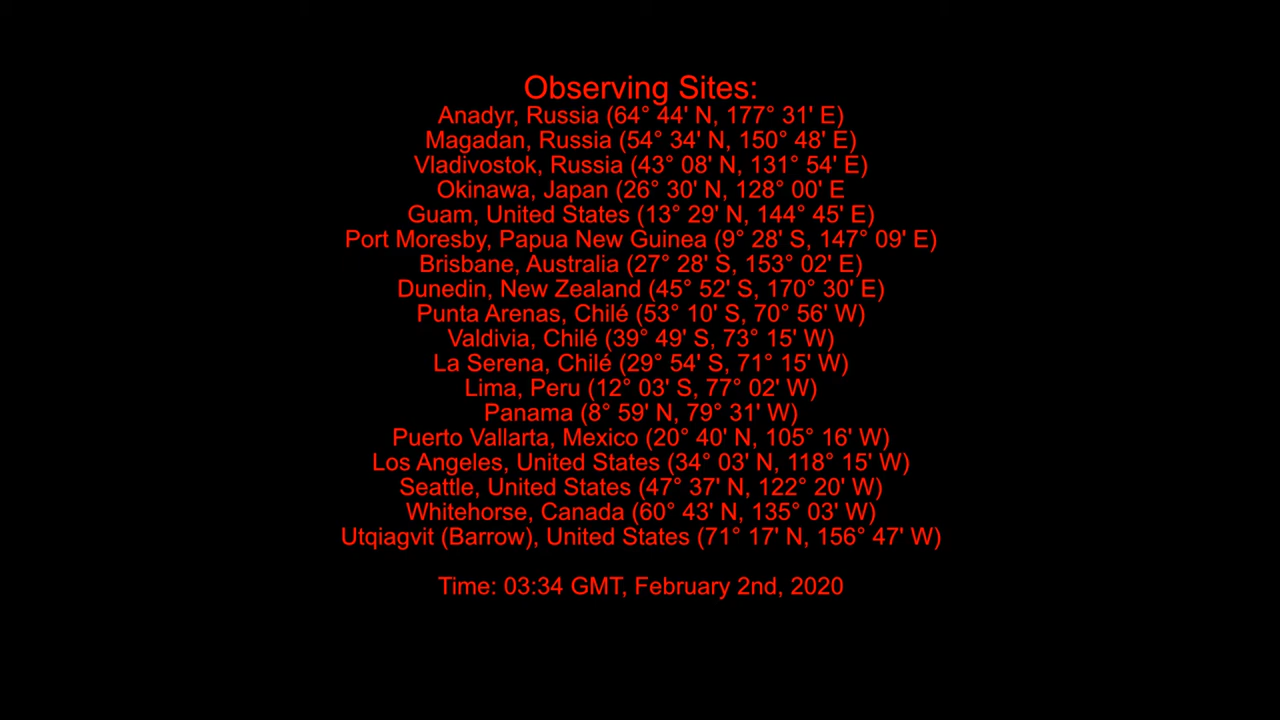 Observing Sites:
Anadyr, Russia (64° 44' N, 177° 31' E)
Magadan, Russia (54° 34' N, 150° 48' E)
Vladivostok, Russia (43° 08' N, 131° 54' E)
Okinawa, Japan (26° 30' N, 128° 00' E
Guam, United States (13° 29' N, 144° 45' E)
Port Moresby, Papua New Guinea (9° 28' S, 147° 09' E)
Brisbane, Australia (27° 28' S, 153° 02' E)
Dunedin, New Zealand (45° 52' S, 170° 30' E)
Punta Arenas, Chilé (53° 10' S, 70° 56' W)
Valdivia, Chilé (39° 49' S, 73° 15' W)
La Serena, Chilé (29° 54' S, 71° 15' W)
Lima, Peru (12° 03' S, 77° 02' W)
Panama (8° 59' N, 79° 31' W)
Puerto Vallarta, Mexico (20° 40' N, 105° 16' W)
Los Angeles, United States (34° 03' N, 118° 15' W)
Seattle, United States (47° 37' N, 122° 20' W)
Whitehorse, Canada (60° 43' N, 135° 03' W)
Utqiagvit (Barrow), United States (71° 17' N, 156° 47' W)
Time: 03:34 GMT, February 2nd, 2020